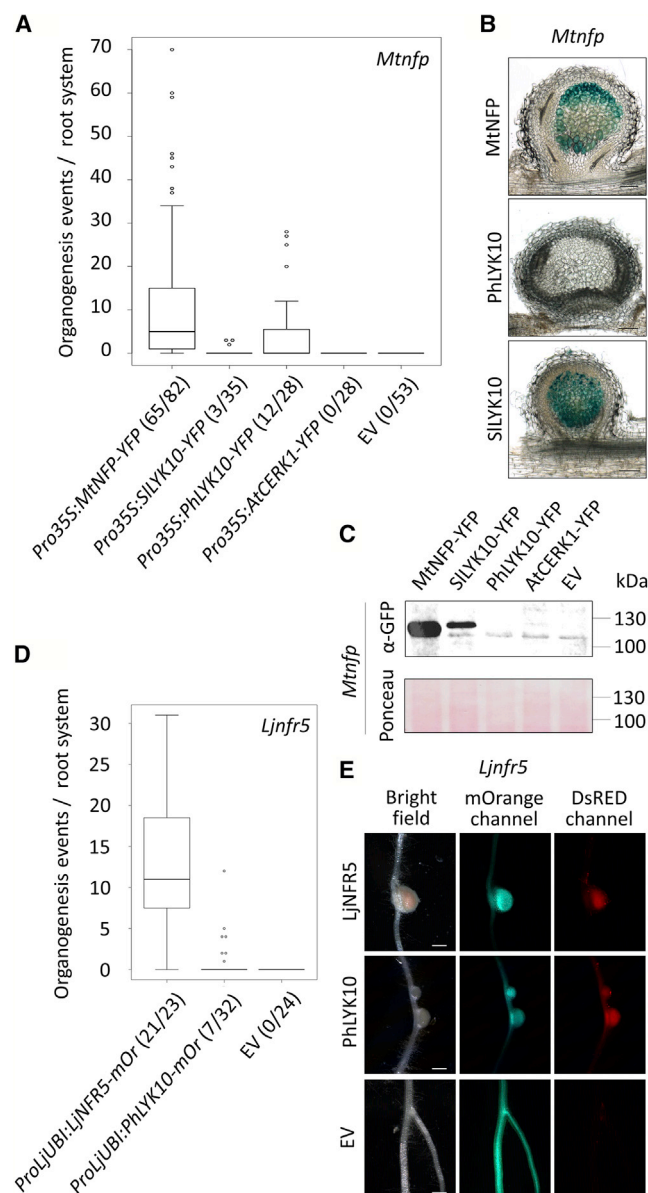 A
Organogenesis events / root system
Mtnfp
70
60
50
40
30
20
10
0
Pro35S:MtNFP-YFP (65/82)
Pro35S:SlLYK10-YFP (3/35)
Pro35S:PhLYK10-YFP (12/28)
Pro35S:AtCERK1-YFP (0/28)
EV (0/53)
B
Mtnfp
MtNFP
PhLYK10
SlLYK10
C
MtNFP-YFP
SlLYK10-YFP
PhLYK10-YFP
AtCERK1-YFP
EV
kDa
Mtnfp
α-GFP
130
100
Ponceau
130
100
D
Organogenesis events / root system
Ljnfr5
30
25
20
15
10
5
0
ProLjUBI:LjNFR5-mOr (21/23)
ProLjUBI:PhLYK10-mOr (7/32)
EV (0/24)
E
Ljnfr5
Bright field
mOrange channel
DsRED channel
LjNFR5
PhLYK10
EV